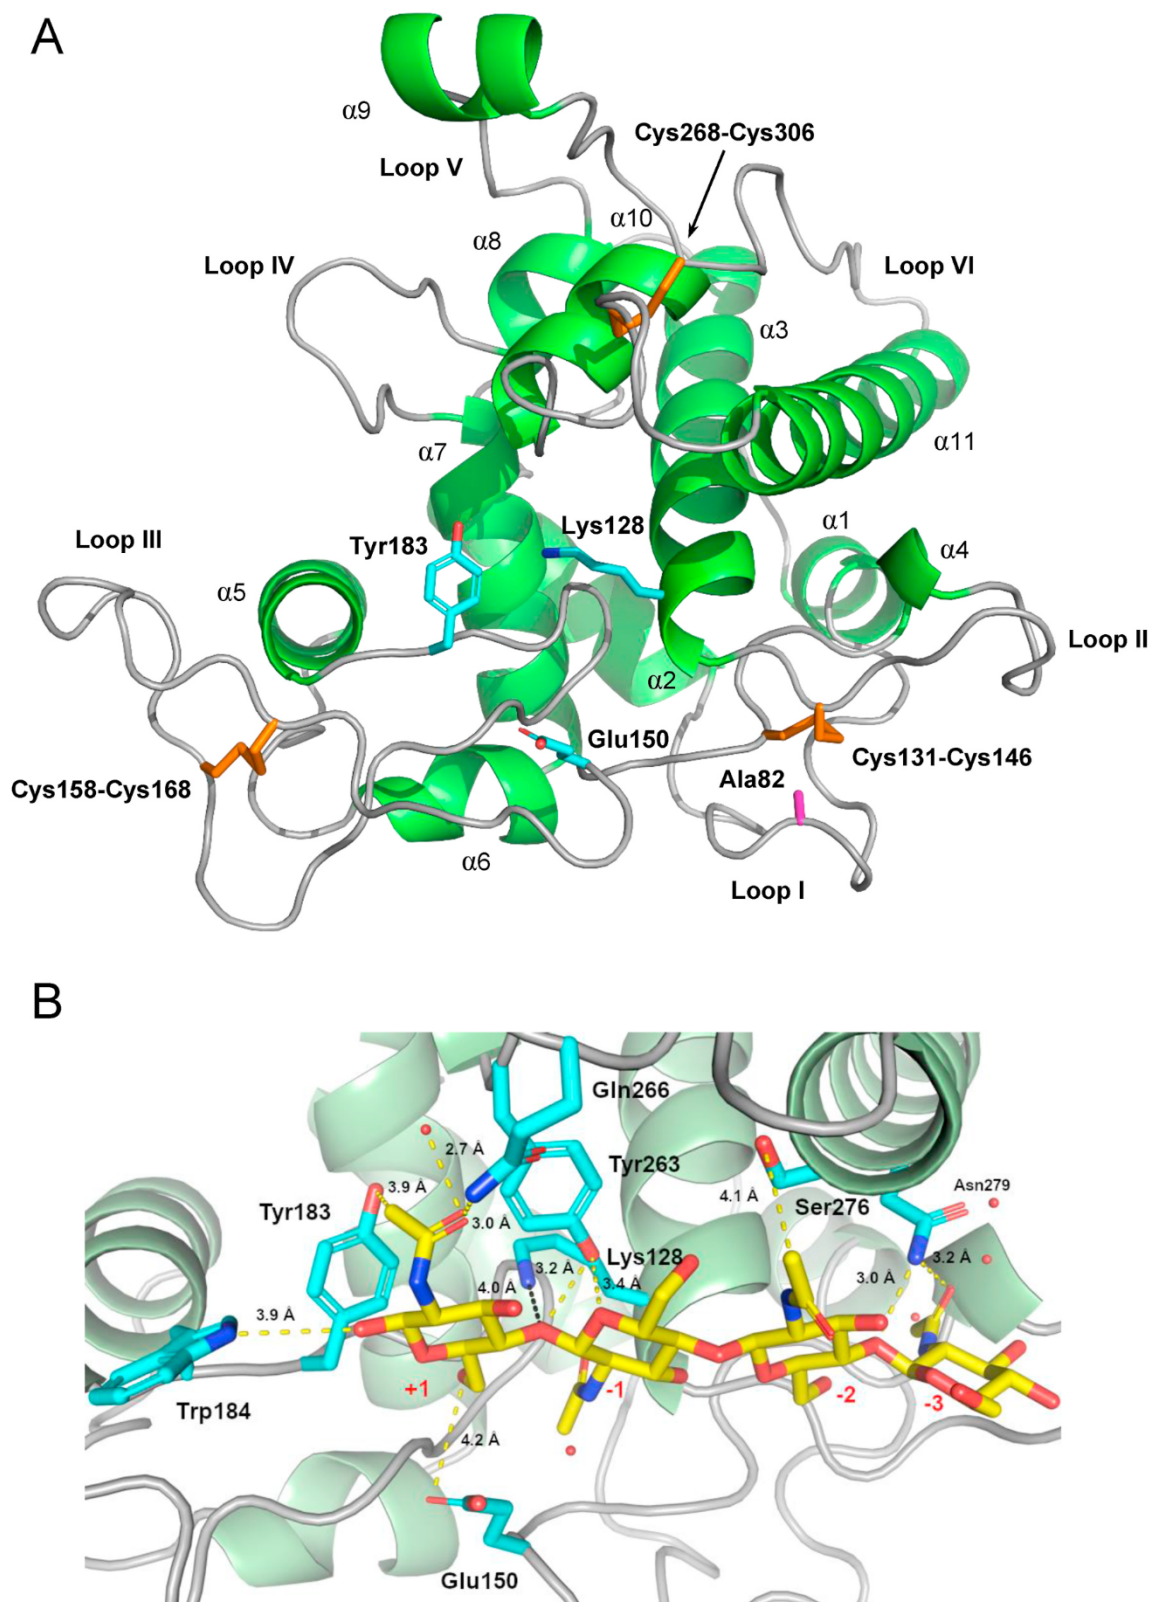 A
α9
Cys268-Cys306
Loop V
α10
α8
Loop IV
Loop VI
α3
α11
α7
Lys128
α1
Loop III
Tyr183
α4
α5
Loop II
α2
Glu150
Cys131-Cys146
Cys158-Cys168
Ala82
α6
Loop I
B
Gln266
2.7 Å
Tyr263
3.9 Å
4.1 Å
Asn279
Tyr183
3.0 Å
Ser276
Lys128
3.2 Å
3.2 Å
4.0 Å
3.4 Å
3.0 Å
3.9 Å
+1
-1
-2
-3
Trp184
4.2 Å
Glu150